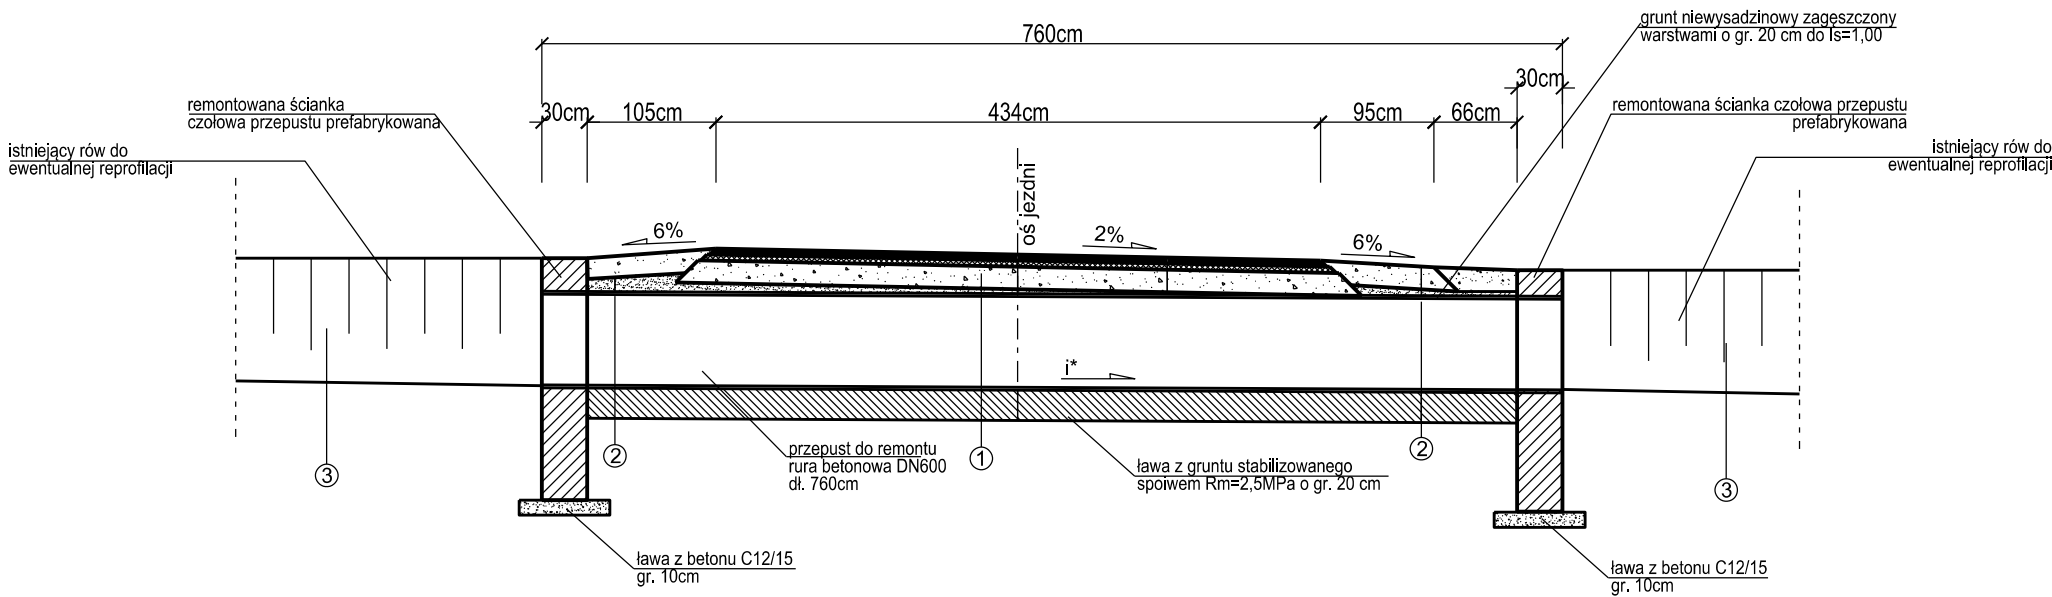 760cm
grunt niewysadzinowy zagęszczony
warstwami o gr. 20 cm do Is=1,00
30cm
remontowana ścianka
czołowa przepustu prefabrykowana
30cm
105cm
434cm
95cm
66cm
remontowana ścianka czołowa przepustu
prefabrykowana
istniejący rów do
ewentualnej reprofilacji
istniejący rów do
ewentualnej reprofilacji
oś jezdni
6%
2%
6%
i*
przepust do remontu
rura betonowa DN600
dł. 760cm
ława z gruntu stabilizowanego
spoiwem Rm=2,5MPa o gr. 20 cm
3
2
1
2
3
ława z betonu C12/15
gr. 10cm
ława z betonu C12/15
gr. 10cm